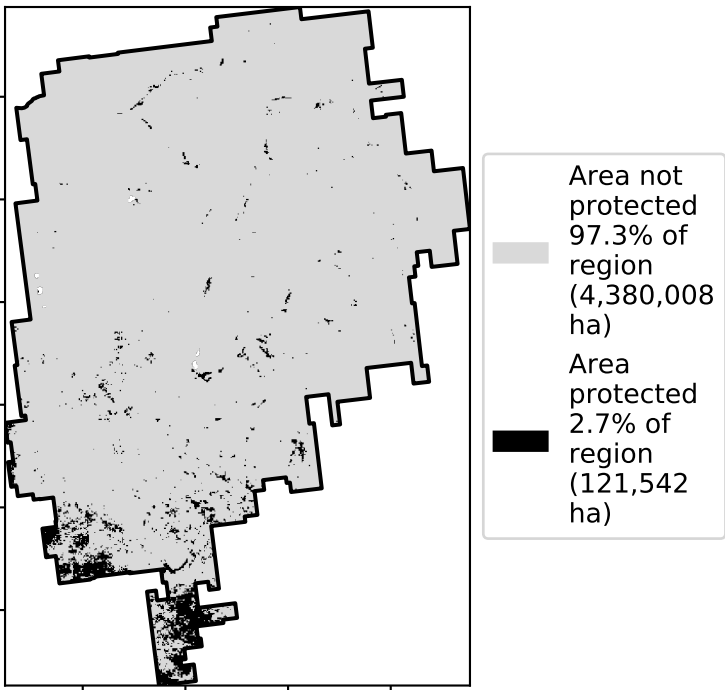 Area not
protected
97.3% of
region
(4,380,008
ha)
Area
protected
2.7% of
region
(121,542
ha)